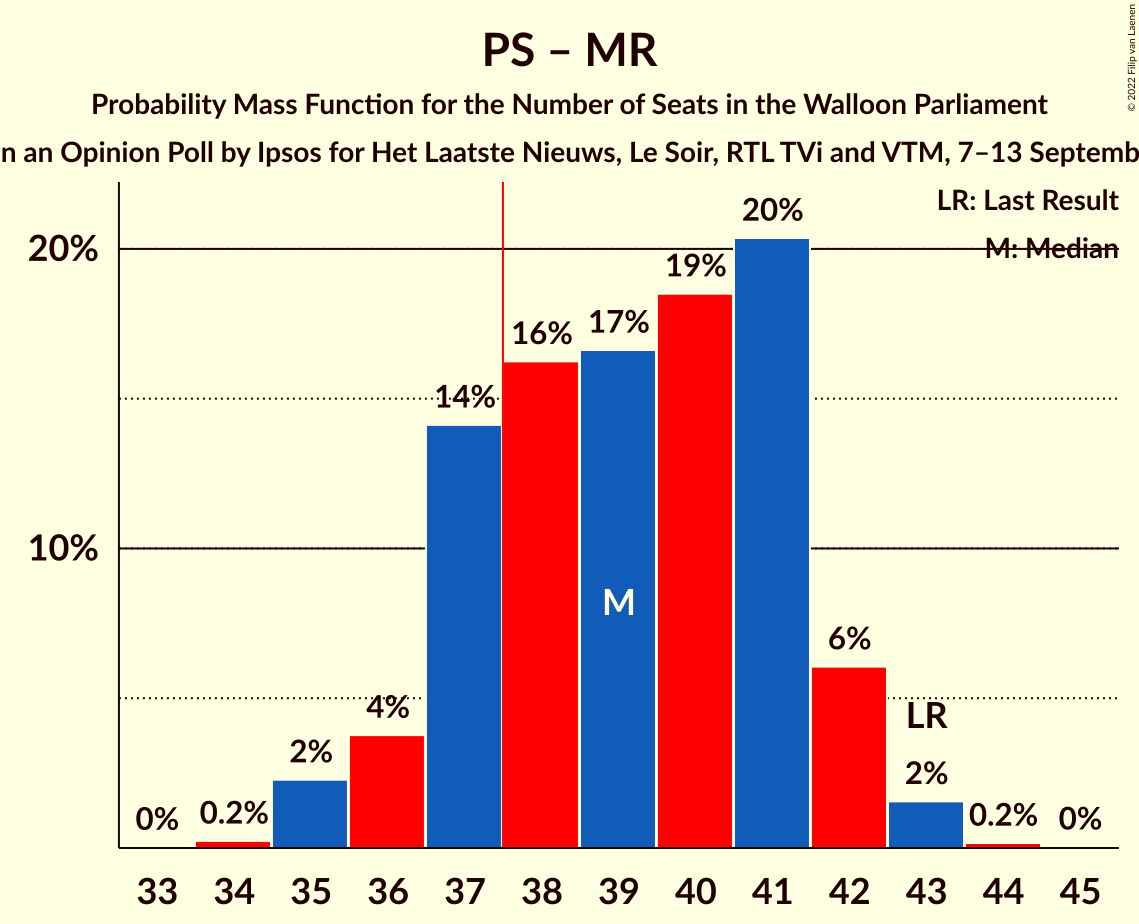 PS – MR
Probability Mass Function for the Number of Seats in the Walloon Parliament
n an Opinion Poll by Ipsos for Het Laatste Nieuws, Le Soir, RTL TVi and VTM, 7–13 Septemb
© 2022 Filip van Laenen
LR: Last Result
M: Median
20%
10%
0%
0.2%
2%
4%
14%
16%
17%
19%
20%
6%
LR
2%
0.2%
0%
M
33 34 35 36 37 38 39 40 41 42 43 44 45